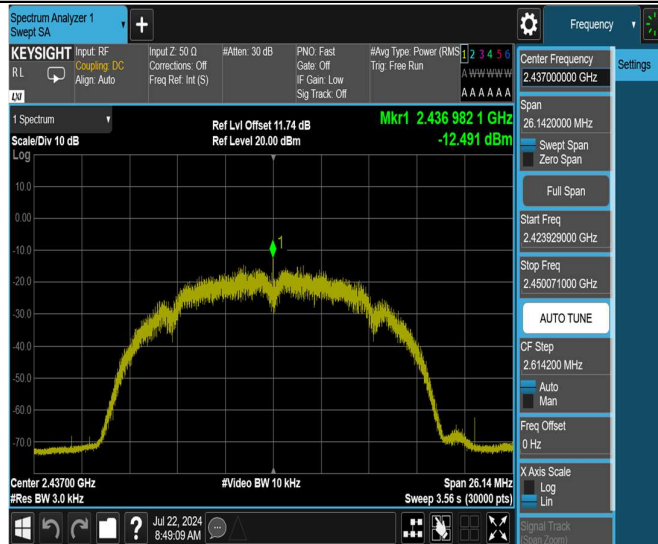 Spectrum Analyzer 1
Swept SA
+
Frequency
KEYSIGHT
RL
LXI
Input: RF
Coupling: DC
Align: Auto
Input Z: 50 Ω
Corrections: Off
Freq Ref: Int (S)
#Atten: 30 dB
PNO: Fast
Gate: Off
IF Gain: Low
Sig Track: Off
#Avg Type: Power (RMS
Trig: Free Run
1 2 3 4 5 6
A W W W W W
A A A A A A
1 Spectrum
Scale/Div 10 dB
Log
Ref Lvl Offset 11.74 dB
Ref Level 20.00 dBm
Mkr1 2.436 982 1 GHz
-12.491 dBm
10.0
0.00
-10.0
-20.0
-30.0
-40.0
-50.0
-60.0
-70.0
1
Center 2.43700 GHz
#Res BW 3.0 kHz
#Video BW 10 kHz
Span 26.14 MHz
Sweep 3.56 s (30000 pts)
Jul 22, 2024
8:49:09 AM
Center Frequency
2.437000000 GHz
Settings
Span
26.1420000 MHz
Swept Span
Zero Span
Full Span
Start Freq
2.423929000 GHz
Stop Freq
2.450071000 GHz
AUTO TUNE
CF Step
2.614200 MHz
Auto
Man
Freq Offset
0 Hz
X Axis Scale
Log
Lin
Signal Track
(Span Zoom)